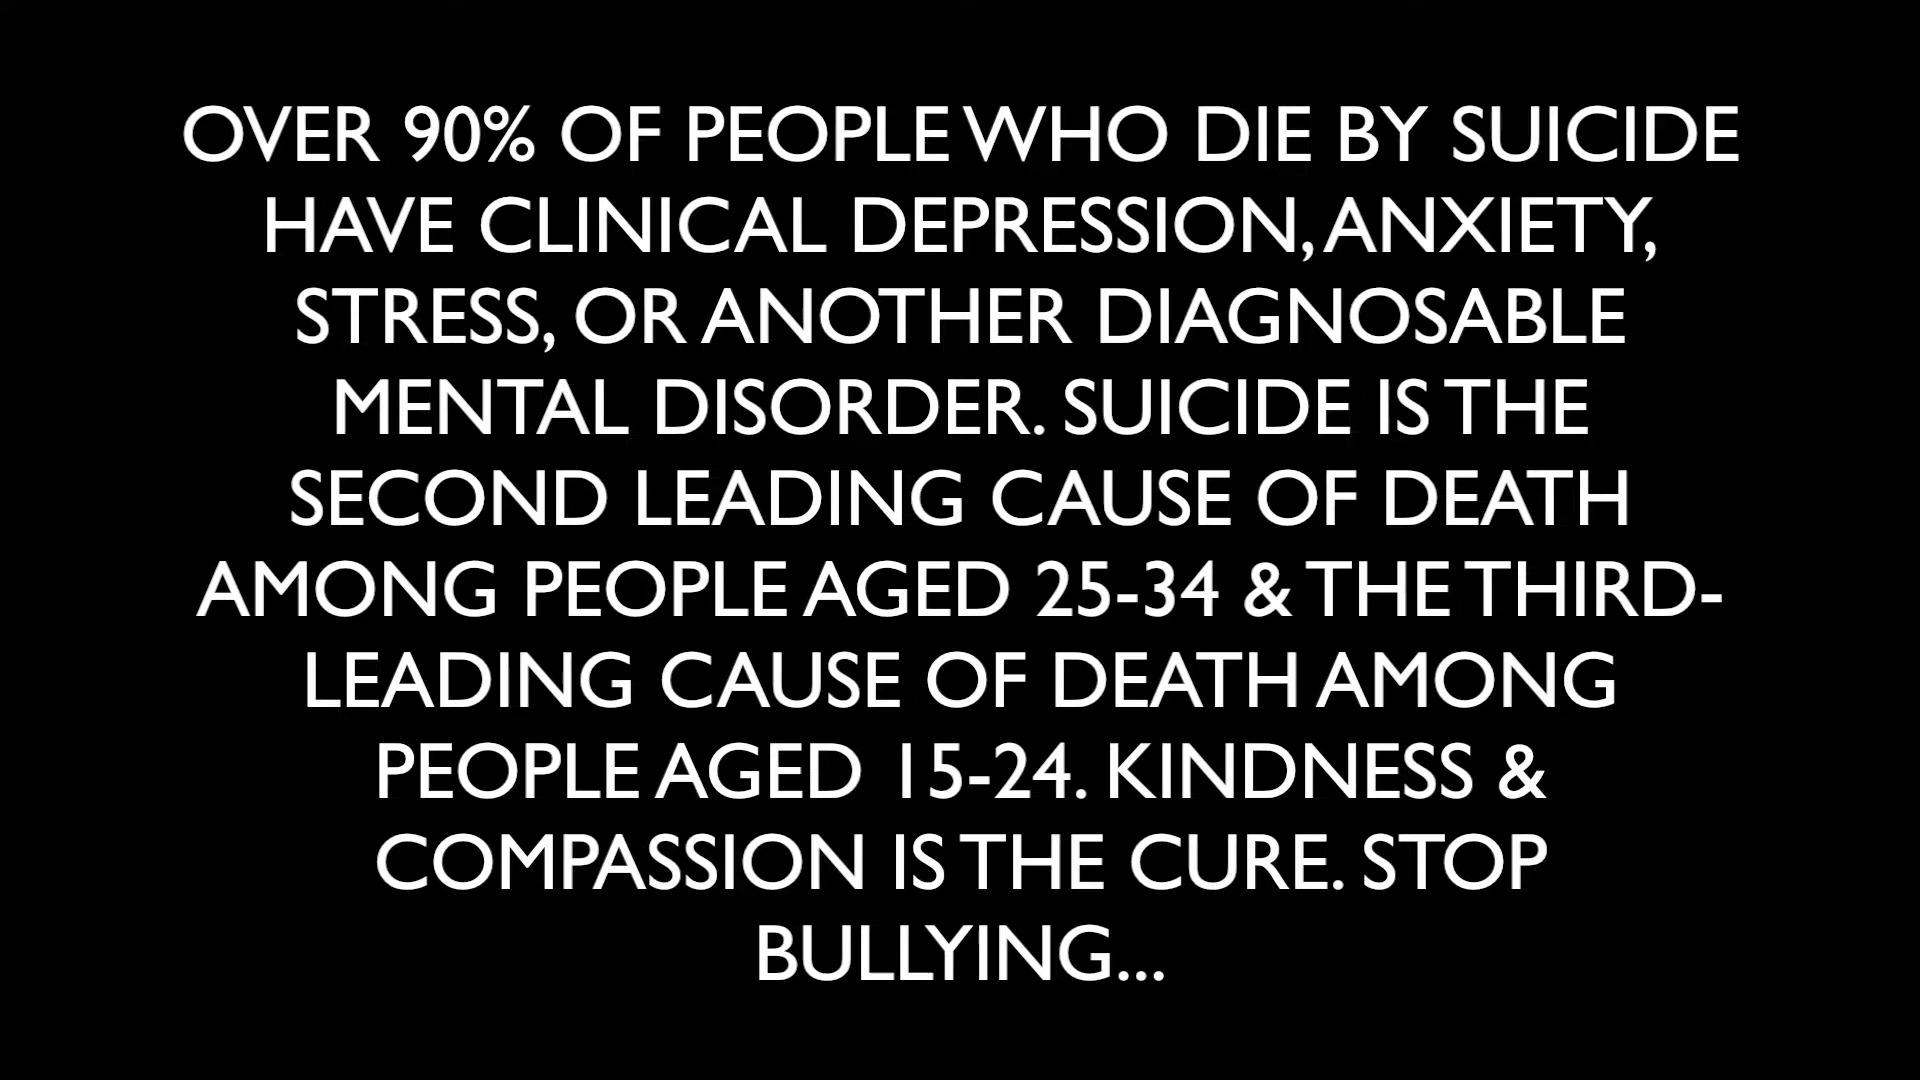 OVER 90% OF PEOPLE WHO DIE BY SUICIDE
HAVE CLINICAL DEPRESSION, ANXIETY,
STRESS, OR ANOTHER DIAGNOSABLE
MENTAL DISORDER. SUICIDE IS THE
SECOND LEADING CAUSE OF DEATH
AMONG PEOPLE AGED 25-34 & THE THIRD-
LEADING CAUSE OF DEATH AMONG
PEOPLE AGED 15-24. KINDNESS &
COMPASSION IS THE CURE. STOP
BULLYING...